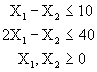 X₁ − X₂ ≤ 10
2X₁ − X₂ ≤ 40
X₁, X₂ ≥ 0